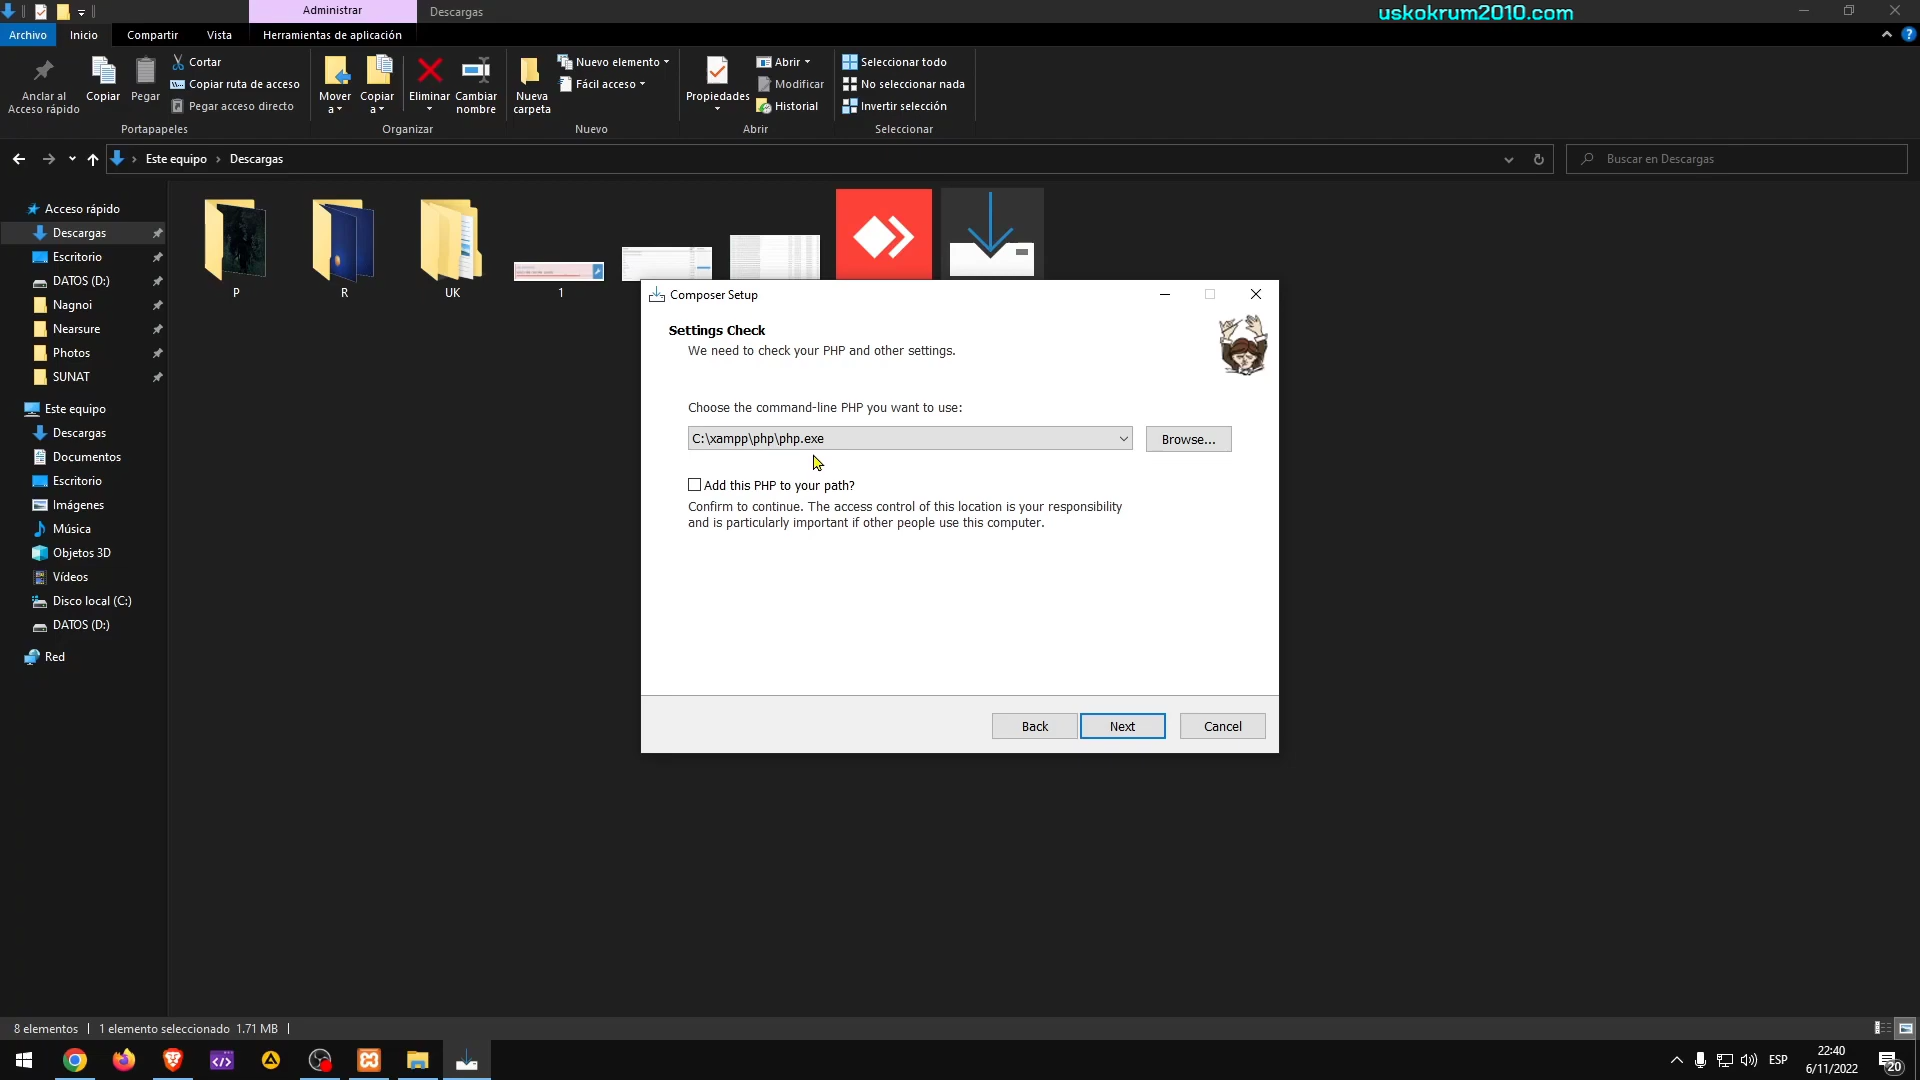 Administrar
Descargas
uskokrum2010.com
Archivo
Inicio
Compartir
Vista
Herramientas de aplicación
Anclar al
Acceso rápido
Copiar
Pegar
Cortar
Copiar ruta de acceso
Pegar acceso directo
Portapapeles
Mover
a
Copiar
a
Eliminar
Cambiar
nombre
Organizar
Nueva
carpeta
Nuevo elemento
Fácil acceso
Nuevo
Propiedades
Abrir
Modificar
Historial
Abrir
Seleccionar todo
No seleccionar nada
Invertir selección
Seleccionar
Este equipo
Descargas
Buscar en Descargas
Acceso rápido
Descargas
Escritorio
DATOS (D:)
Nagnoi
Nearsure
Photos
SUNAT
Este equipo
Descargas
Documentos
Escritorio
Imágenes
Música
Objetos 3D
Vídeos
Disco local (C:)
DATOS (D:)
Red
P
R
UK
1
Composer Setup
Settings Check
We need to check your PHP and other settings.
Choose the command-line PHP you want to use:
C:\xampp\php\php.exe
Browse...
Add this PHP to your path?
Confirm to continue. The access control of this location is your responsibility
and is particularly important if other people use this computer.
Back
Next
Cancel
8 elementos
1 elemento seleccionado 1.71 MB
ESP
22:40
6/11/2022
20